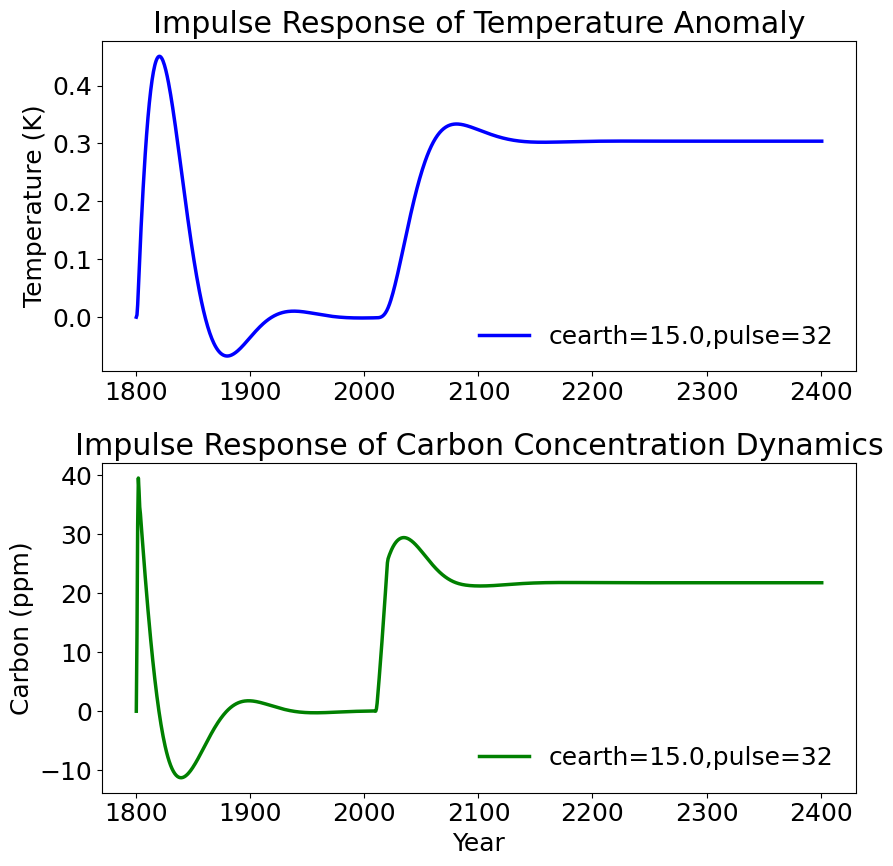 Impulse Response of Temperature Anomaly
Temperature (K)
0.4
0.3
0.2
0.1
0.0
cearth=15.0,pulse=32
1800 1900 2000 2100 2200 2300 2400
Impulse Response of Carbon Concentration Dynamics
Carbon (ppm)
40
30
20
10
0
−10
cearth=15.0,pulse=32
1800 1900 2000 2100 2200 2300 2400
Year